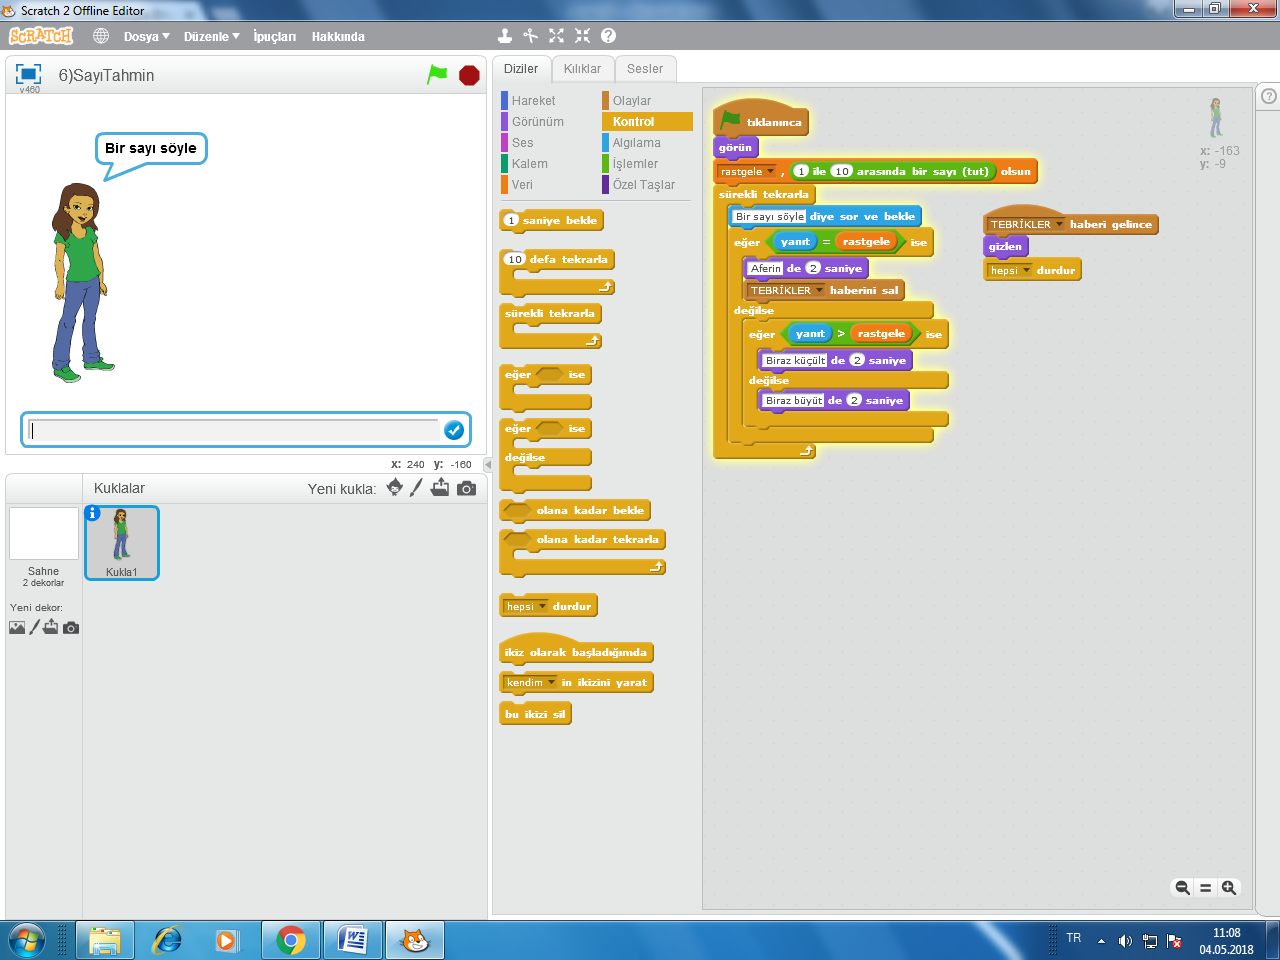 Scratch 2 Offline Editor
SCRATCH
Dosya
Düzenle
İpuçları
Hakkında
v460
6)SayıTahmin
Bir sayı söyle
x: 240 y: -160
Kuklalar
Yeni kukla:
Sahne
2 dekorlar
Yeni dekor:
Kukla1
Diziler
Kılıklar
Sesler
Hareket
Görünüm
Ses
Kalem
Veri
Olaylar
Kontrol
Algılama
İşlemler
Özel Taşlar
1 saniye bekle
10 defa tekrarla
sürekli tekrarla
eğer ise
eğer ise
değilse
olana kadar bekle
olana kadar tekrarla
hepsi durdur
ikiz olarak başladığımda
kendim in ikizini yarat
bu ikizi sil
tıklanınca
görün
rastgele , 1 ile 10 arasında bir sayı (tut) olsun
sürekli tekrarla
Bir sayı söyle diye sor ve bekle
eğer yanıt = rastgele ise
Aferin de 2 saniye
TEBRİKLER haberini sal
değilse
eğer yanıt > rastgele ise
Biraz küçült de 2 saniye
değilse
Biraz büyüt de 2 saniye
TEBRİKLER haberi gelince
gizlen
hepsi durdur
x: -163
y: -9
TR
11:08
04.05.2018